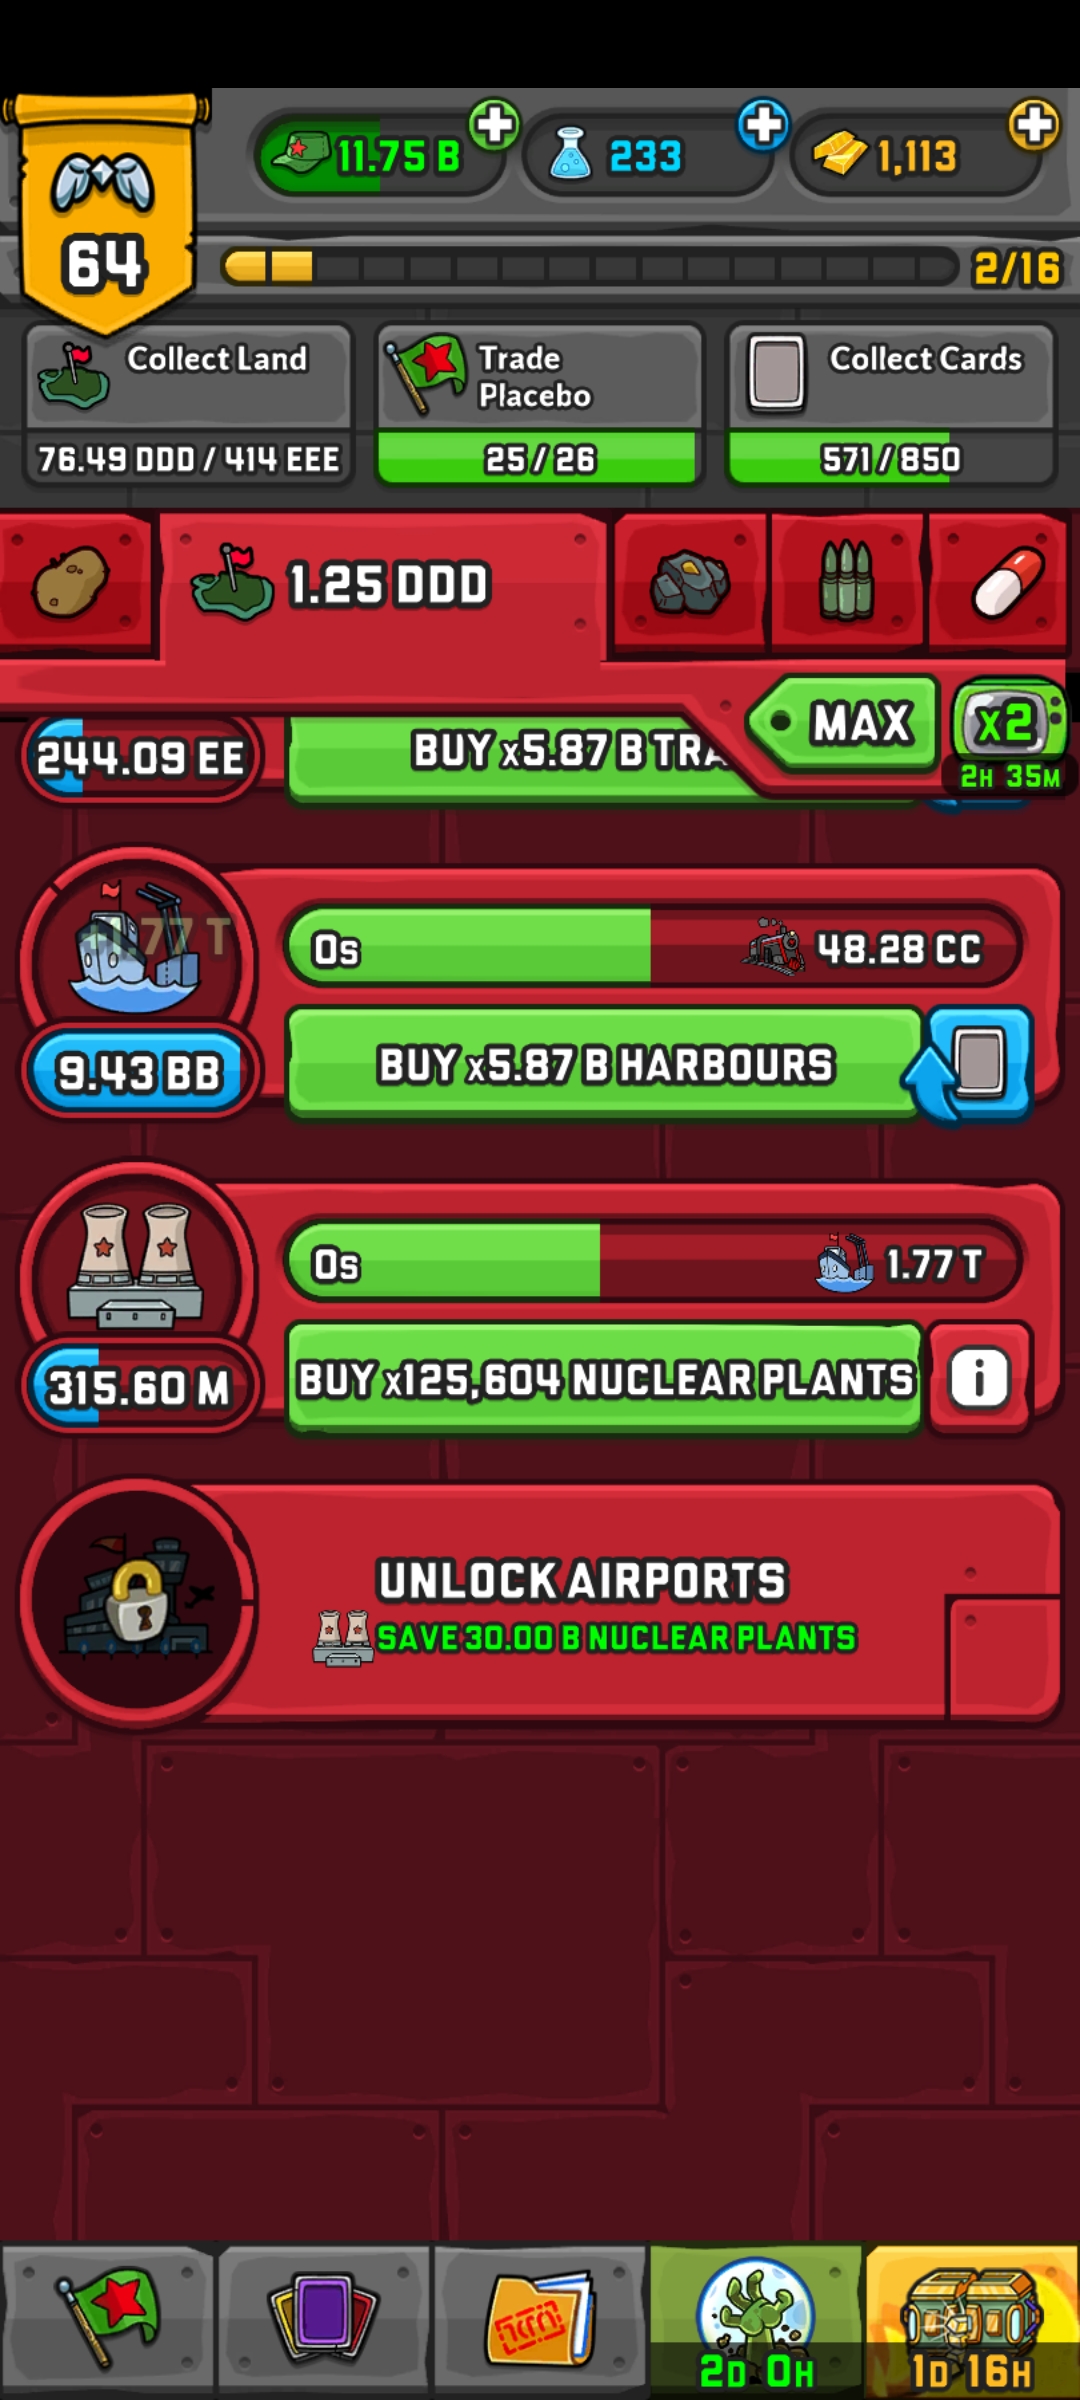 11.75 B
233
1,113
64
2/16
Collect Land
76.49 DDD / 414 EEE
Trade
Placebo
25 / 26
Collect Cards
571 / 850
1.25 DDD
MAX
x2
2H 35M
244.09 EE
BUY x5.87 B TRA
1.77 T
0s
48.28 CC
9.43 BB
BUY x5.87 B HARBOURS
0s
1.77 T
315.60 M
BUY x125,604 NUCLEAR PLANTS
i
UNLOCK AIRPORTS
SAVE 30.00 B NUCLEAR PLANTS
2D 0H
1D 16H